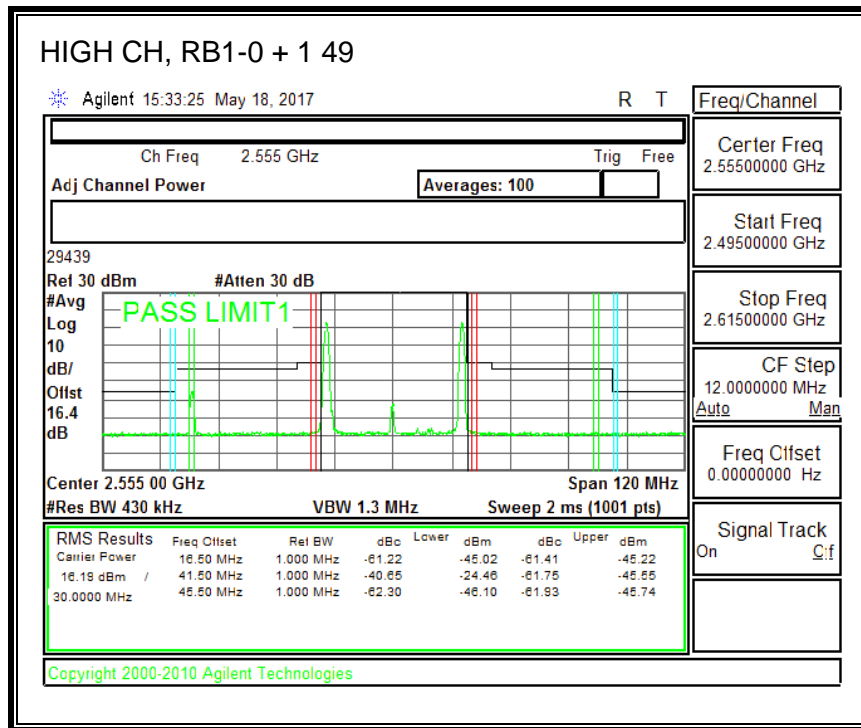 HIGH CH, RB1-0 + 1 49
Agilent 15:33:25 May 18, 2017 R T
Freq/Channel
Ch Freq 2.555 GHz Trig Free
Adj Channel Power Averages: 100
29439
Ref 30 dBm #Atten 30 dB
#Avg
Log
10
dB/
Offst
16.4
dB
PASS LIMIT1
Center 2.555 00 GHz Span 120 MHz
#Res BW 430 kHz VBW 1.3 MHz Sweep 2 ms (1001 pts)
RMS Results Freq Offset Ref BW dBc Lower dBm dBc Upper dBm
Carrier Power 16.50 MHz 1.000 MHz -61.22 -45.02 -61.41 -45.22
16.19 dBm / 41.50 MHz 1.000 MHz -40.65 -24.46 -61.75 -45.55
30.0000 MHz 45.50 MHz 1.000 MHz -62.30 -46.10 -61.93 -45.74
Copyright 2000-2010 Agilent Technologies
Center Freq
2.55500000 GHz
Start Freq
2.49500000 GHz
Stop Freq
2.61500000 GHz
CF Step
12.0000000 MHz
Auto Man
Freq Offset
0.00000000 Hz
Signal Track
On Off